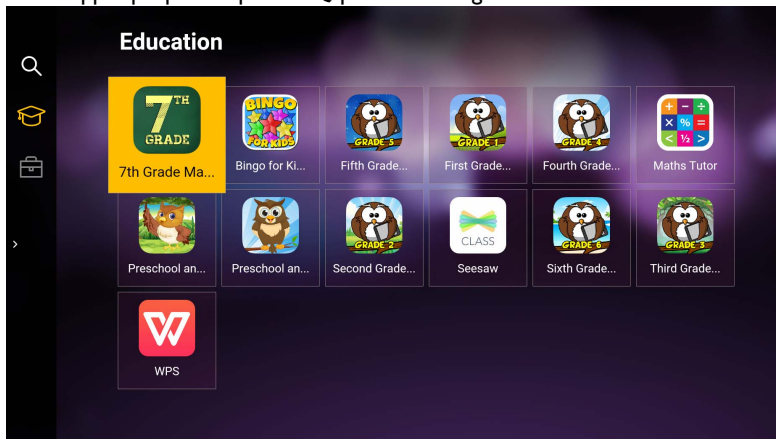 Education
7TH
GRADE
7th Grade Ma...
BINGO
FOR KIDS
Bingo for Ki...
GRADE 5
Fifth Grade...
GRADE 1
First Grade...
GRADE 4
Fourth Grade...
+ - ÷
× % =
< ½ >
Maths Tutor
Preschool an...
Preschool an...
GRADE 2
Second Grade...
CLASS
Seesaw
GRADE 6
Sixth Grade...
GRADE 3
Third Grade...
W
WPS